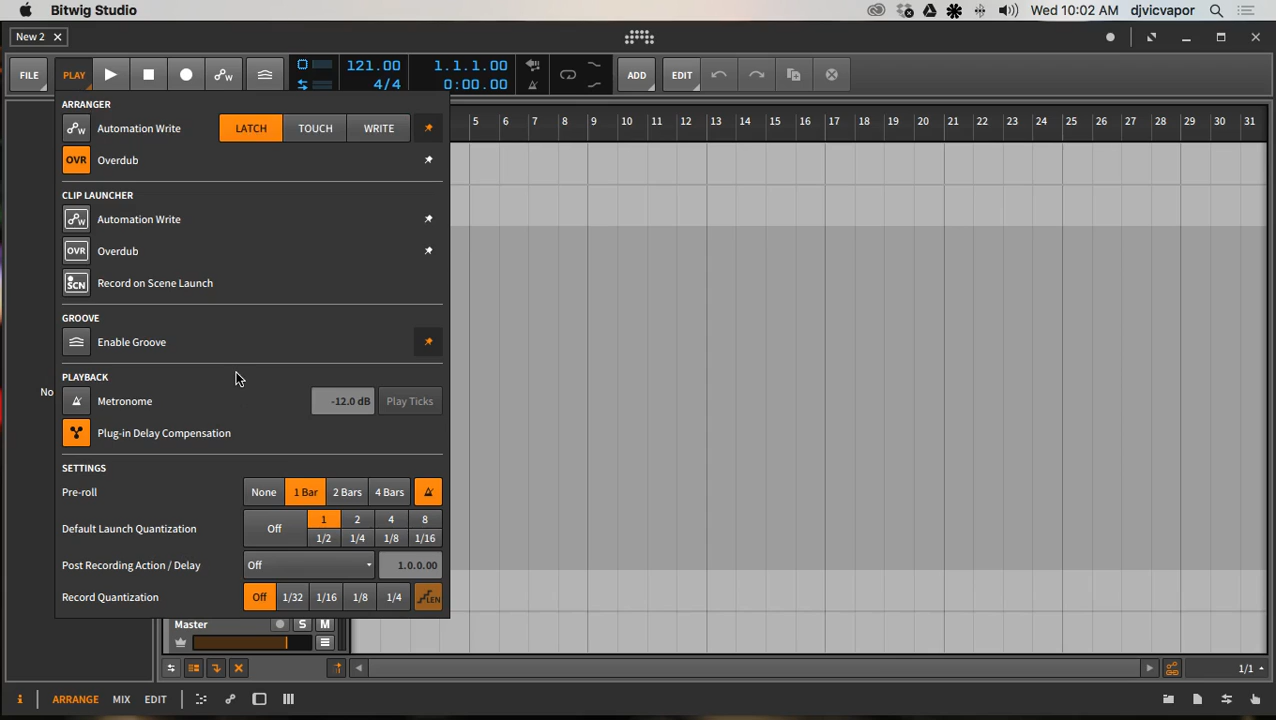 Bitwig Studio
Wed 10:02 AM djvicvapor
New 2
FILE PLAY 121.00 1.1.1.00 ADD EDIT
4/4 0:00.00
ARRANGER
Automation Write LATCH TOUCH WRITE
OVR Overdub
CLIP LAUNCHER
W Automation Write
OVR Overdub
SCN Record on Scene Launch
GROOVE
Enable Groove
PLAYBACK
No
Metronome -12.0 dB Play Ticks
Plug-in Delay Compensation
SETTINGS
Pre-roll None 1 Bar 2 Bars 4 Bars
Default Launch Quantization Off 1 2 4 8
1/2 1/4 1/8 1/16
Post Recording Action / Delay Off 1.0.0.00
Record Quantization Off 1/32 1/16 1/8 1/4 LEN
5 6 7 8 9 10 11 12 13 14 15 16 17 18 19 20 21 22 23 24 25 26 27 28 29 30 31
Master S M
1/1
i ARRANGE MIX EDIT